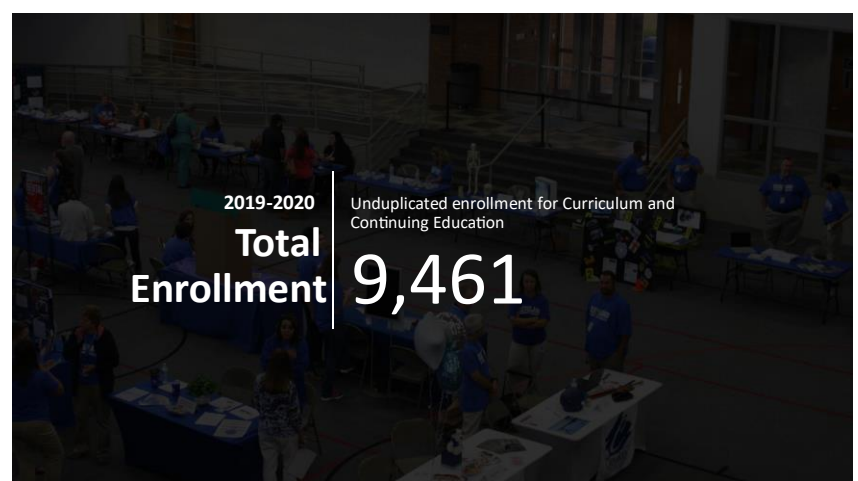 2019-2020
Total
Enrollment
Unduplicated enrollment for Curriculum and
Continuing Education
9,461